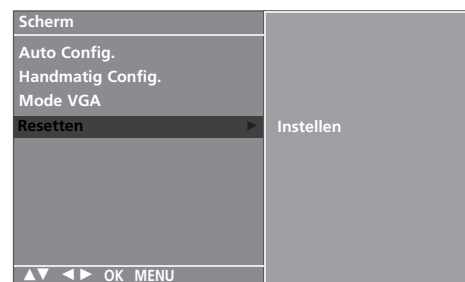 Scherm
Auto Config.
Handmatig Config.
Mode VGA
Resetten ►
Instellen
▲▼ ◄► OK MENU